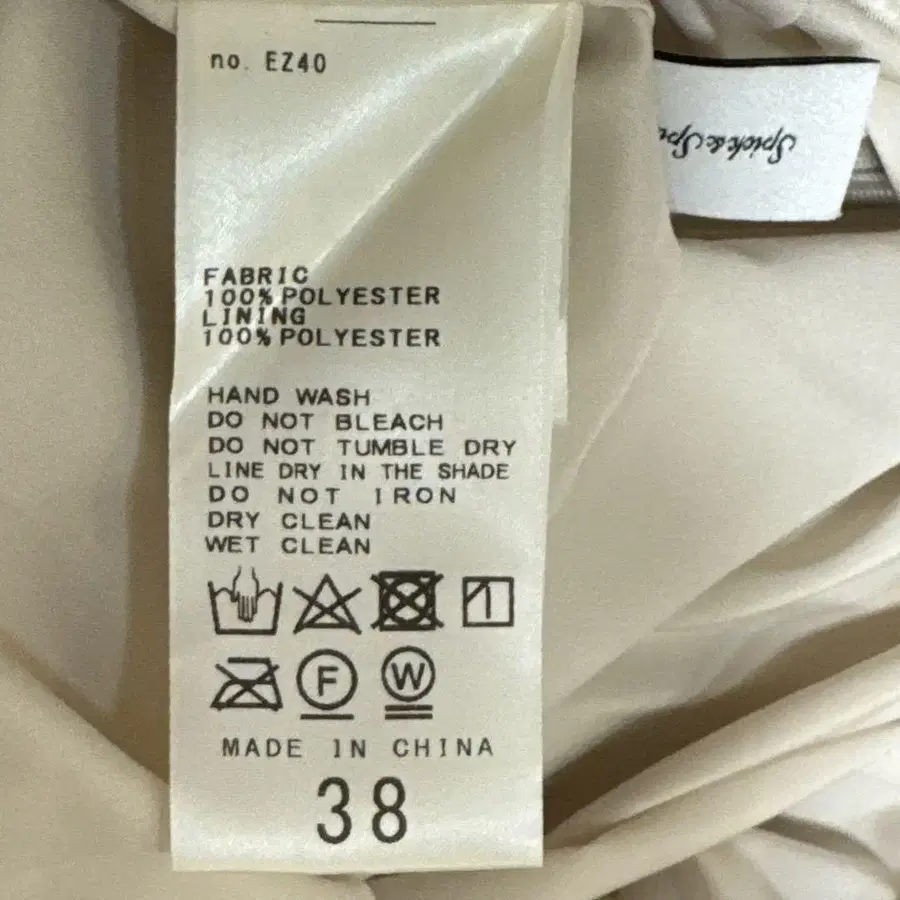 no. EZ40
FABRIC
100% POLYESTER
LINING
100% POLYESTER
HAND WASH
DO NOT BLEACH
DO NOT TUMBLE DRY
LINE DRY IN THE SHADE
DO NOT IRON
DRY CLEAN
WET CLEAN
F W
MADE IN CHINA
38
Spick&